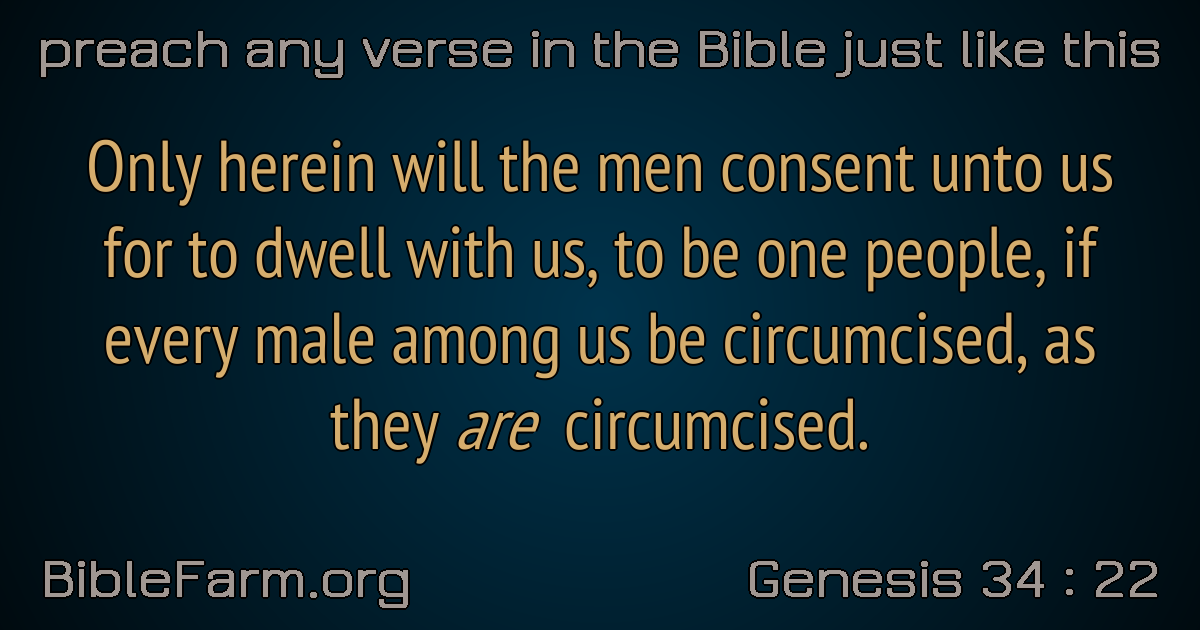 preach any verse in the Bible just like this
Only herein will the men consent unto us
for to dwell with us, to be one people, if
every male among us be circumcised, as
they are circumcised.
BibleFarm.org
Genesis 34 : 22